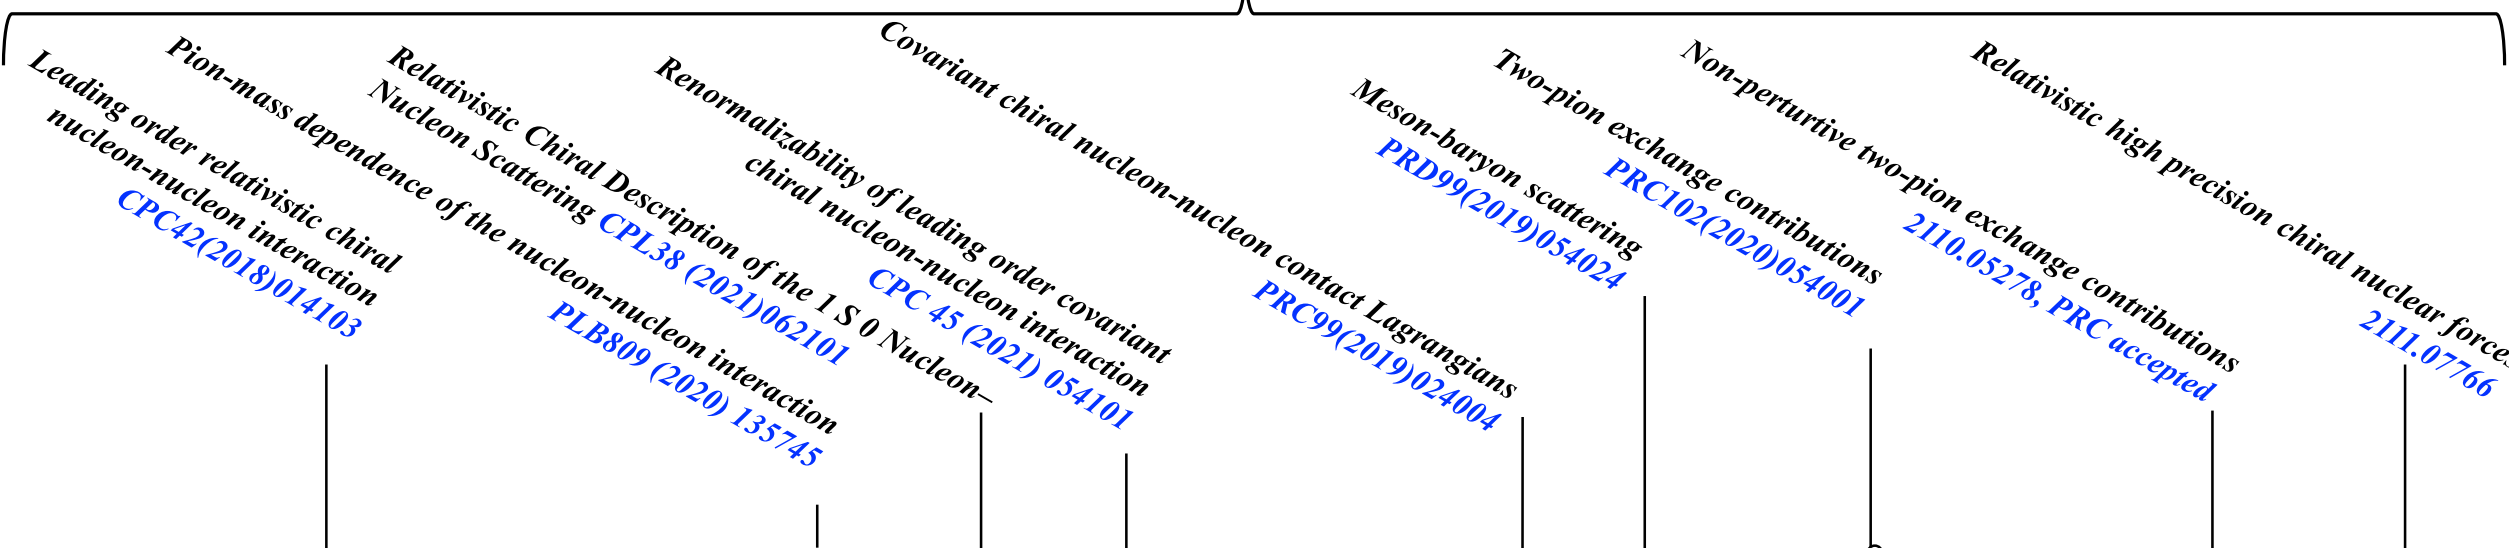 Leading order relativistic chiral
nucleon-nucleon interaction
CPC42(2018)014103
Pion-mass dependence of the nucleon-nucleon interaction
PLB809 (2020) 135745
Relativistic Chiral Description of the 1 S 0 Nucleon–
Nucleon Scattering CPL38 (2021)062101
Renormalizability of leading order covariant
chiral nucleon-nucleon interaction
CPC 45 (2021) 054101
Covariant chiral nucleon-nucleon contact Lagrangians
PRC99(2019)024004
Meson-baryon scattering
PRD99(2019)054024
Two-pion exchange contributions
PRC102(2020)054001
Non-perturtive two-pion exchange contributions
2110.05278, PRC accepted
Relativistic high precision chiral nuclear forces
2111.07766